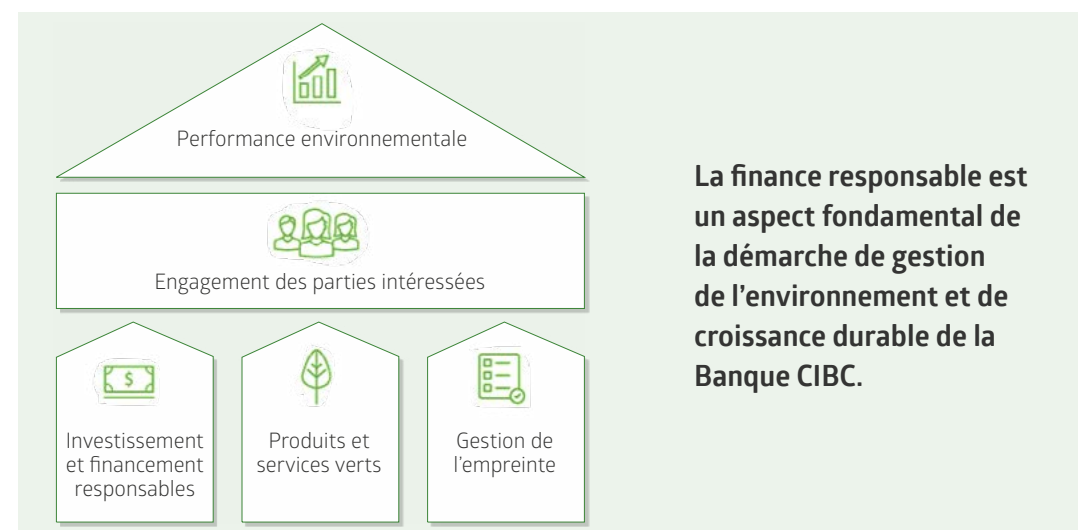 Performance environnementale
Engagement des parties intéressées
Investissement
et financement
responsables
Produits et
services verts
Gestion de
l'empreinte
La finance responsable est
un aspect fondamental de
la démarche de gestion
de l'environnement et de
croissance durable de la
Banque CIBC.